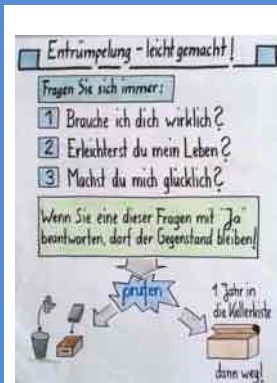 Entrümpelung - leicht gemacht!
Fragen Sie sich immer:
1 Brauche ich dich wirklich?
2 Erleichterst du mein Leben?
3 Machst du mich glücklich?
Wenn Sie eine dieser Fragen mit "Ja"
beantworten, darf der Gegenstand bleiben!
prüfen
1 Jahr in
die Kellerkiste
dann weg!